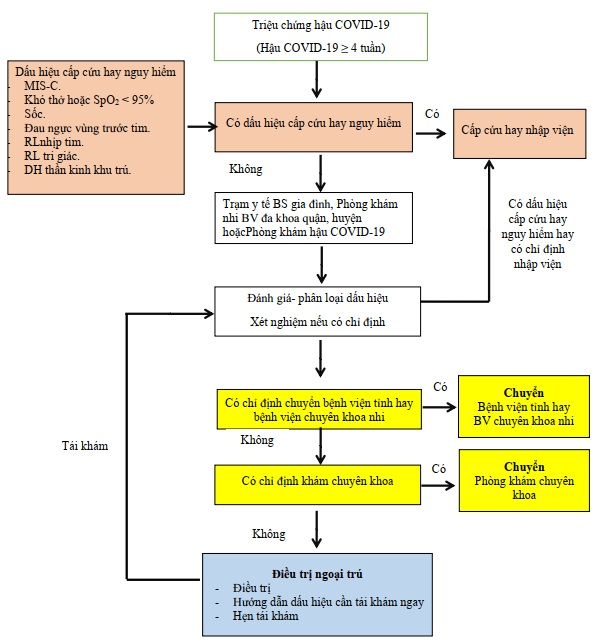 Triệu chứng hậu COVID-19
(Hậu COVID-19 ≥ 4 tuần)
Dấu hiệu cấp cứu hay nguy hiểm
- MIS-C.
- Khó thở hoặc SpO₂ < 95%
- Sốc.
- Đau ngực vùng trước tim.
- RLnhịp tim.
- RL tri giác.
- DH thần kinh khu trú.
Có dấu hiệu cấp cứu hay nguy hiểm
Có
Cấp cứu hay nhập viện
Không
Trạm y tế BS gia đình, Phòng khám
nhi BV đa khoa quận, huyện
hoặcPhòng khám hậu COVID-19
Có dấu hiệu
cấp cứu hay
nguy hiểm hay
có chỉ định
nhập viện
Đánh giá- phân loại dấu hiệu
Xét nghiệm nếu có chỉ định
Có chỉ định chuyển bệnh viện tỉnh hay
bệnh viện chuyên khoa nhi
Có
Chuyển
Bệnh viện tỉnh hay
BV chuyên khoa nhi
Không
Tái khám
Có chỉ định khám chuyên khoa
Có
Chuyển
Phòng khám chuyên
khoa
Không
Điều trị ngoại trú
- Điều trị
- Hướng dẫn dấu hiệu cần tái khám ngay
- Hẹn tái khám